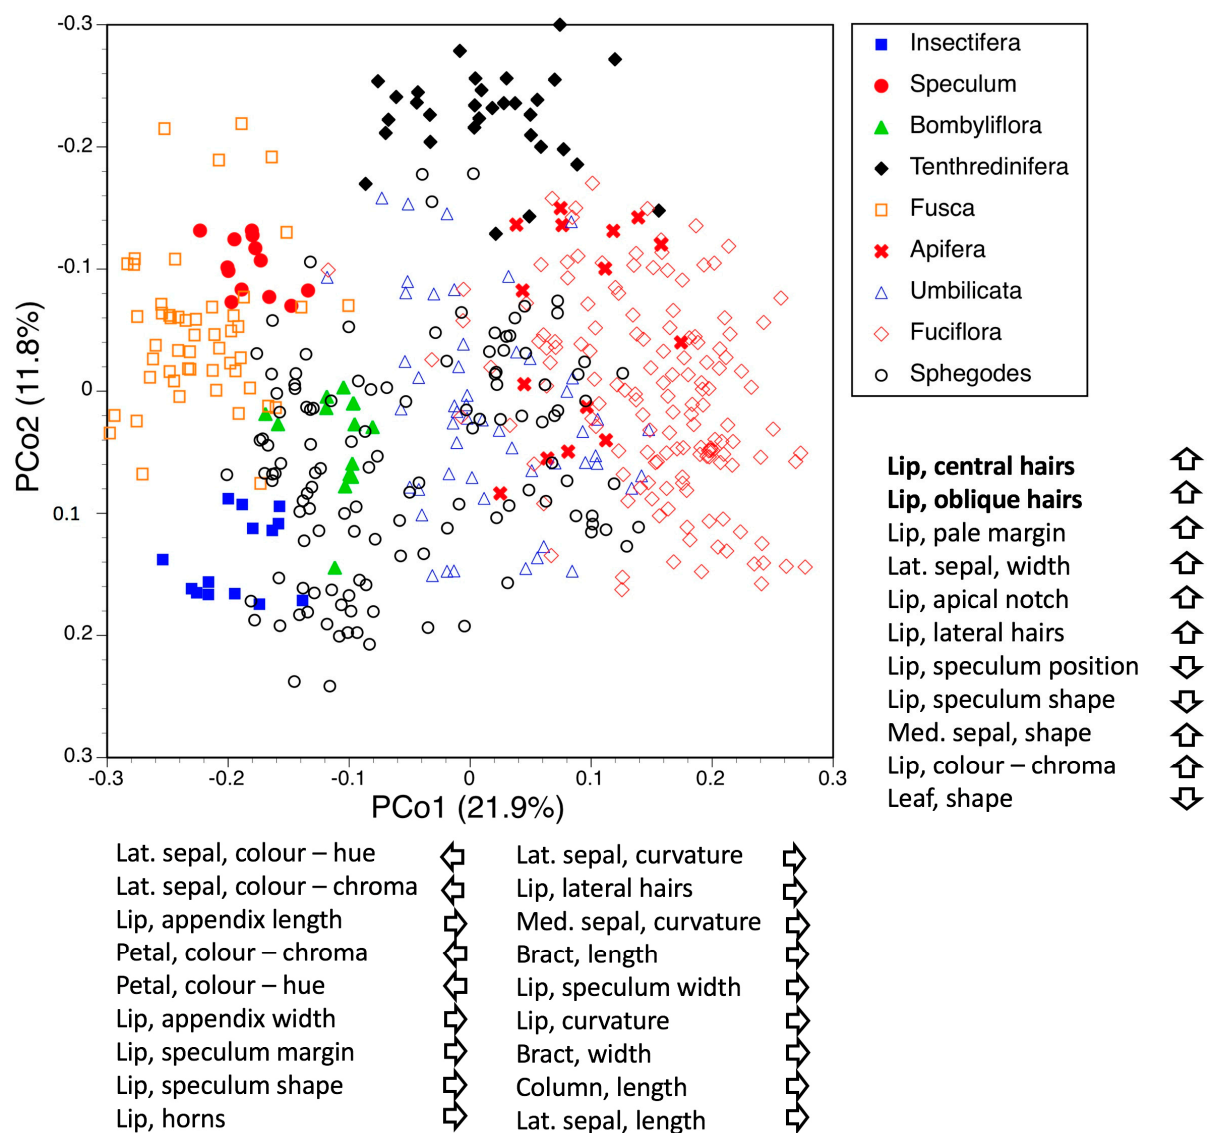 -0.3
-0.2
-0.1
0
0.1
0.2
0.3
PCo2 (11.8%)
-0.3
-0.2
-0.1
0
0.1
0.2
0.3
PCo1 (21.9%)
Insectifera
Speculum
Bombyliflora
Tenthredinifera
Fusca
Apifera
Umbilicata
Fuciflora
Sphegodes
Lip, central hairs
Lip, oblique hairs
Lip, pale margin
Lat. sepal, width
Lip, apical notch
Lip, lateral hairs
Lip, speculum position
Lip, speculum shape
Med. sepal, shape
Lip, colour – chroma
Leaf, shape
Lat. sepal, colour – hue
Lat. sepal, colour – chroma
Lip, appendix length
Petal, colour – chroma
Petal, colour – hue
Lip, appendix width
Lip, speculum margin
Lip, speculum shape
Lip, horns
Lat. sepal, curvature
Lip, lateral hairs
Med. sepal, curvature
Bract, length
Lip, speculum width
Lip, curvature
Bract, width
Column, length
Lat. sepal, length